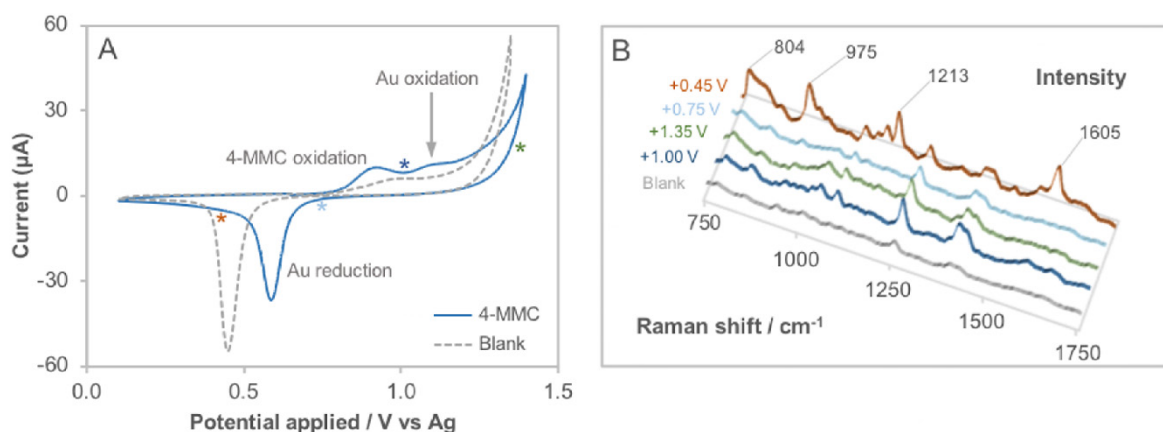 A
60
30
0
-30
-60
Current (µA)
Au oxidation
4-MMC oxidation
*
*
*
*
Au reduction
4-MMC
Blank
0.0
0.5
1.0
1.5
Potential applied / V vs Ag
B
804
975
1213
Intensity
1605
+0.45 V
+0.75 V
+1.35 V
+1.00 V
Blank
750
1000
1250
1500
1750
Raman shift / cm-1